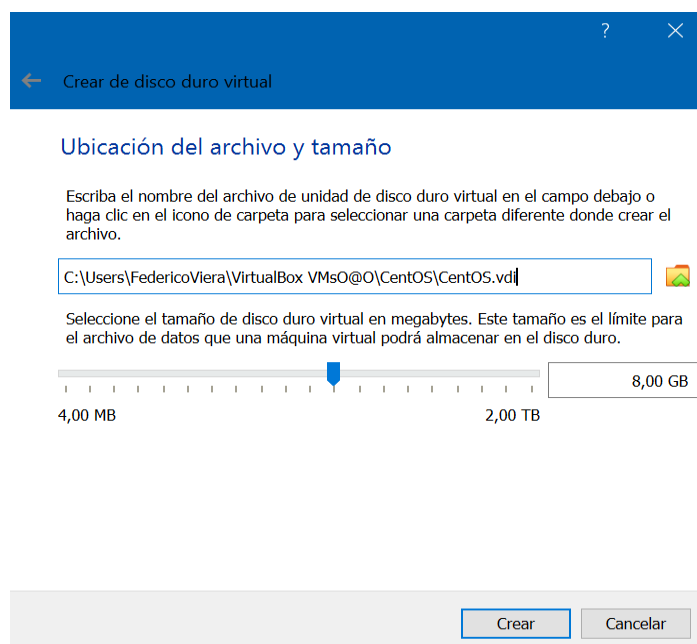 ?
Crear de disco duro virtual
Ubicación del archivo y tamaño
Escriba el nombre del archivo de unidad de disco duro virtual en el campo debajo o
haga clic en el icono de carpeta para seleccionar una carpeta diferente donde crear el
archivo.
C:\Users\FedericoViera\VirtualBox VMsO@O\CentOS\CentOS.vdi
Seleccione el tamaño de disco duro virtual en megabytes. Este tamaño es el límite para
el archivo de datos que una máquina virtual podrá almacenar en el disco duro.
8,00 GB
4,00 MB 2,00 TB
Crear Cancelar